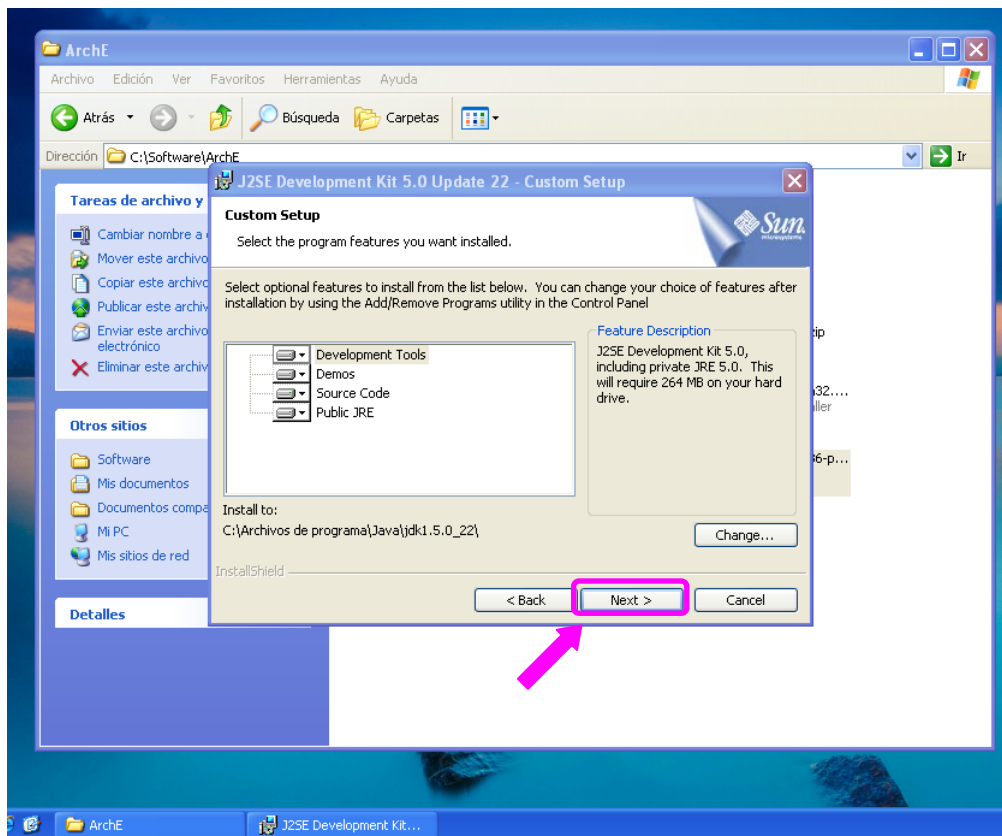 ArchE
Archivo Edición Ver Favoritos Herramientas Ayuda
Atrás Búsqueda Carpetas
Dirección C:\Software\ArchE Ir
J2SE Development Kit 5.0 Update 22 - Custom Setup
Custom Setup
Select the program features you want installed.
Sun
microsystems
Select optional features to install from the list below. You can change your choice of features after
installation by using the Add/Remove Programs utility in the Control Panel
Development Tools
Demos
Source Code
Public JRE
Feature Description
J2SE Development Kit 5.0,
including private JRE 5.0. This
will require 264 MB on your hard
drive.
Install to:
C:\Archivos de programa\Java\jdk1.5.0_22\
Change...
InstallShield
< Back Next > Cancel
Tareas de archivo y
Cambiar nombre a
Mover este archivo
Copiar este archivo
Publicar este archiv
Enviar este archivo
electrónico
Eliminar este archiv
Otros sitios
Software
Mis documentos
Documentos compa
Mi PC
Mis sitios de red
Detalles
ArchE J2SE Development Kit...